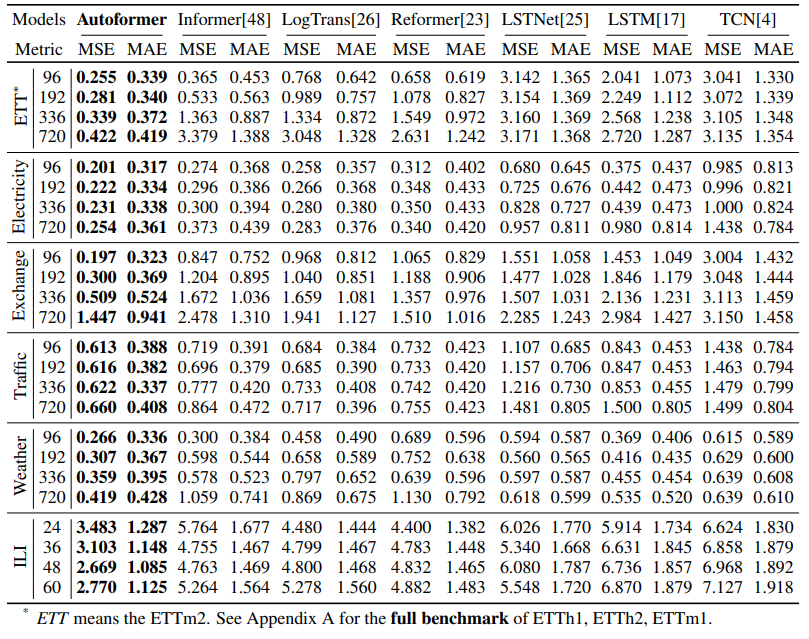 Models Autoformer Informer[48] LogTrans[26] Reformer[23] LSTNet[25] LSTM[17] TCN[4]
Metric MSE MAE MSE MAE MSE MAE MSE MAE MSE MAE MSE MAE MSE MAE
ETT*
96 0.255 0.339 0.365 0.453 0.768 0.642 0.658 0.619 3.142 1.365 2.041 1.073 3.041 1.330
192 0.281 0.340 0.533 0.563 0.989 0.757 1.078 0.827 3.154 1.369 2.249 1.112 3.072 1.339
336 0.339 0.372 1.363 0.887 1.334 0.872 1.549 0.972 3.160 1.369 2.568 1.238 3.105 1.348
720 0.422 0.419 3.379 1.388 3.048 1.328 2.631 1.242 3.171 1.368 2.720 1.287 3.135 1.354
Electricity
96 0.201 0.317 0.274 0.368 0.258 0.357 0.312 0.402 0.680 0.645 0.375 0.437 0.985 0.813
192 0.222 0.334 0.296 0.386 0.266 0.368 0.348 0.433 0.725 0.676 0.442 0.473 0.996 0.821
336 0.231 0.338 0.300 0.394 0.280 0.380 0.350 0.433 0.828 0.727 0.439 0.473 1.000 0.824
720 0.254 0.361 0.373 0.439 0.283 0.376 0.340 0.420 0.957 0.811 0.980 0.814 1.438 0.784
Exchange
96 0.197 0.323 0.847 0.752 0.968 0.812 1.065 0.829 1.551 1.058 1.453 1.049 3.004 1.432
192 0.300 0.369 1.204 0.895 1.040 0.851 1.188 0.906 1.477 1.028 1.846 1.179 3.048 1.444
336 0.509 0.524 1.672 1.036 1.659 1.081 1.357 0.976 1.507 1.031 2.136 1.231 3.113 1.459
720 1.447 0.941 2.478 1.310 1.941 1.127 1.510 1.016 2.285 1.243 2.984 1.427 3.150 1.458
Traffic
96 0.613 0.388 0.719 0.391 0.684 0.384 0.732 0.423 1.107 0.685 0.843 0.453 1.438 0.784
192 0.616 0.382 0.696 0.379 0.685 0.390 0.733 0.420 1.157 0.706 0.847 0.453 1.463 0.794
336 0.622 0.337 0.777 0.420 0.733 0.408 0.742 0.420 1.216 0.730 0.853 0.455 1.479 0.799
720 0.660 0.408 0.864 0.472 0.717 0.396 0.755 0.423 1.481 0.805 1.500 0.805 1.499 0.804
Weather
96 0.266 0.336 0.300 0.384 0.458 0.490 0.689 0.596 0.594 0.587 0.369 0.406 0.615 0.589
192 0.307 0.367 0.598 0.544 0.658 0.589 0.752 0.638 0.560 0.565 0.416 0.435 0.629 0.600
336 0.359 0.395 0.578 0.523 0.797 0.652 0.639 0.596 0.597 0.587 0.455 0.454 0.639 0.608
720 0.419 0.428 1.059 0.741 0.869 0.675 1.130 0.792 0.618 0.599 0.535 0.520 0.639 0.610
ILI
24 3.483 1.287 5.764 1.677 4.480 1.444 4.400 1.382 6.026 1.770 5.914 1.734 6.624 1.830
36 3.103 1.148 4.755 1.467 4.799 1.467 4.783 1.448 5.340 1.668 6.631 1.845 6.858 1.879
48 2.669 1.085 4.763 1.469 4.800 1.468 4.832 1.465 6.080 1.787 6.736 1.857 6.968 1.892
60 2.770 1.125 5.264 1.564 5.278 1.560 4.882 1.483 5.548 1.720 6.870 1.879 7.127 1.918
* ETT means the ETTm2. See Appendix A for the full benchmark of ETTh1, ETTh2, ETTm1.